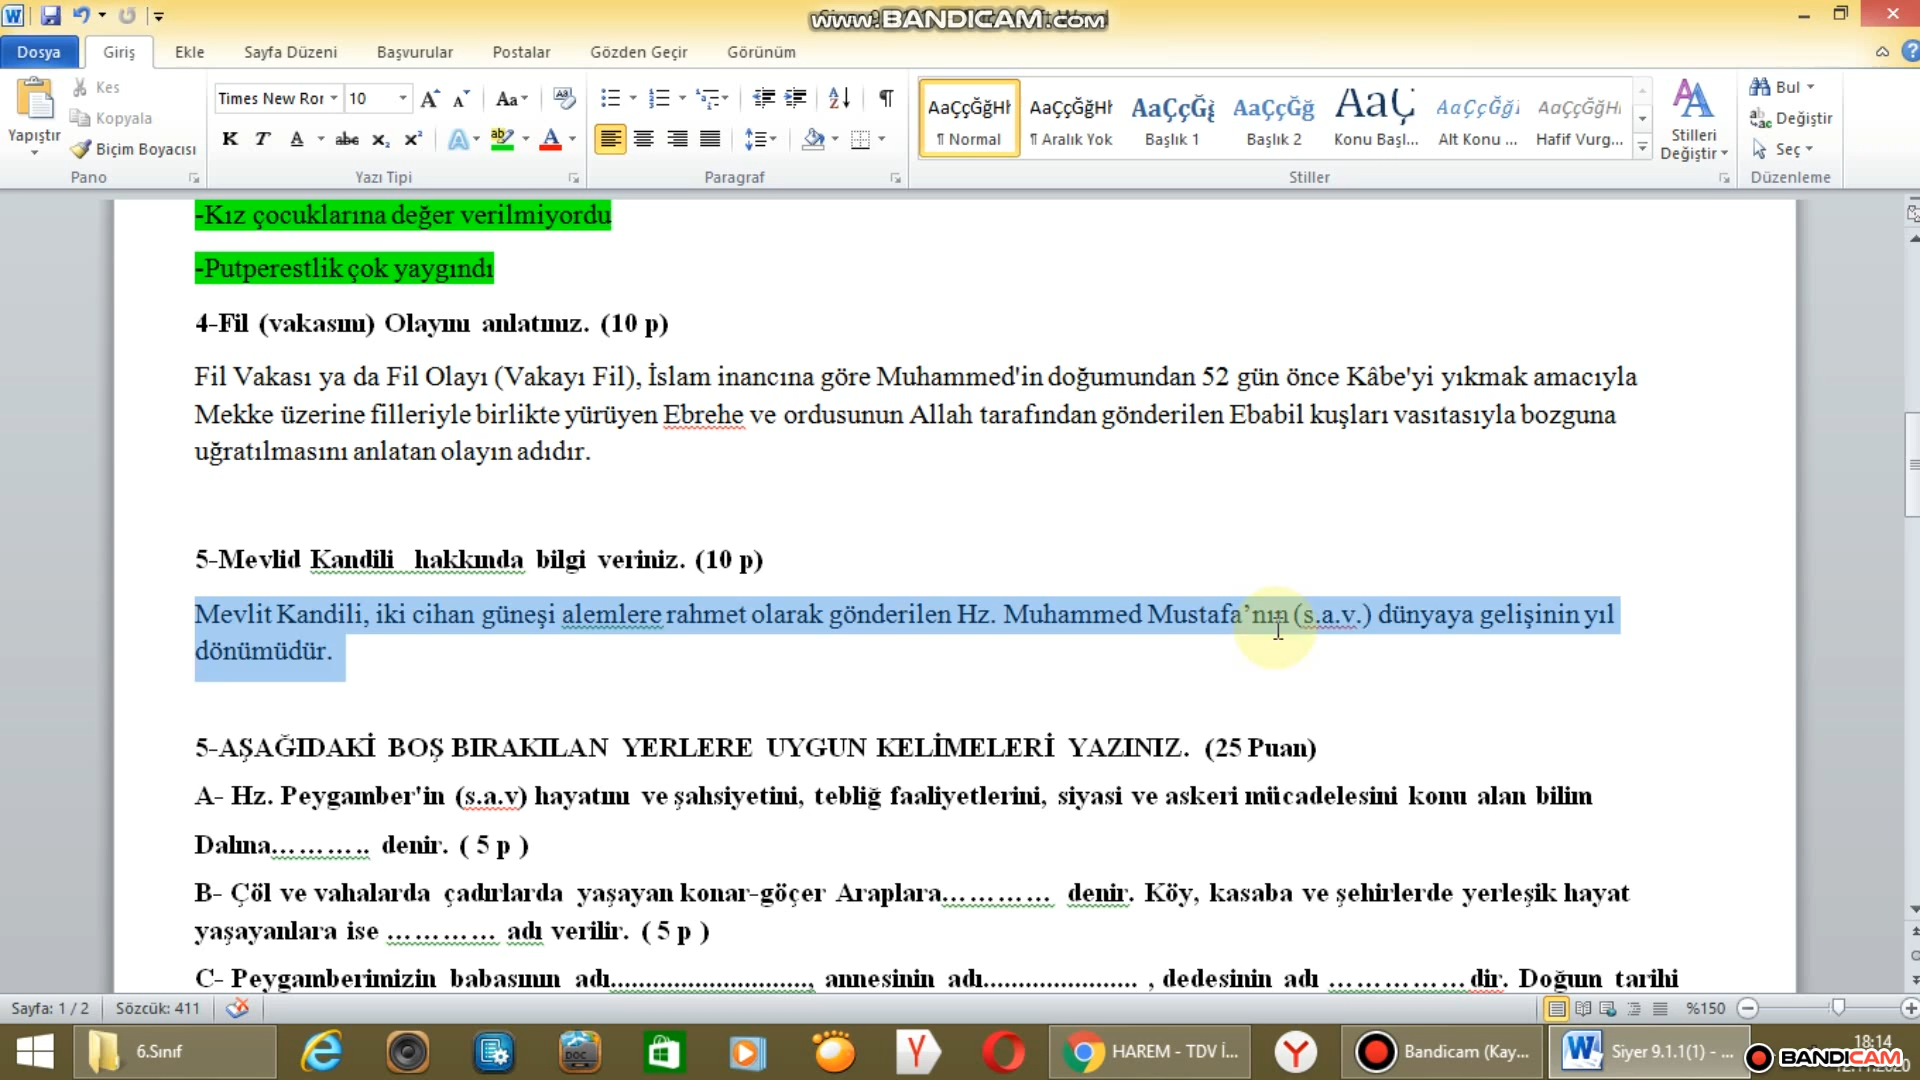 www.BANDICAM.com
Dosya Giriş Ekle Sayfa Düzeni Başvurular Postalar Gözden Geçir Görünüm
Yapıştır
Kes
Kopyala
Biçim Boyacısı
Pano
Times New Ror 10
Yazı Tipi
Paragraf
AaÇçĞğHł AaÇçĞğHł AaÇçĞğ AaÇçĞğ AaÇ AaÇçĞğI AaÇçĞğHł
¶ Normal ¶ Aralık Yok Başlık 1 Başlık 2 Konu Başl... Alt Konu ... Hafif Vurg...
Stiller
Stilleri Değiştir
Bul
Değiştir
Seç
Düzenleme
-Kız çocuklarına değer verilmiyordu
-Putperestlik çok yaygındı
4-Fil (vakasını) Olayını anlatınız. (10 p)
Fil Vakası ya da Fil Olayı (Vakayı Fil), İslam inancına göre Muhammed'in doğumundan 52 gün önce Kâbe'yi yıkmak amacıyla
Mekke üzerine filleriyle birlikte yürüyen Ebrehe ve ordusunun Allah tarafından gönderilen Ebabil kuşları vasıtasıyla bozguna
uğratılmasını anlatan olayın adıdır.
5-Mevlid Kandili hakkında bilgi veriniz. (10 p)
Mevlit Kandili, iki cihan güneşi alemlere rahmet olarak gönderilen Hz. Muhammed Mustafa’nın (s.a.v.) dünyaya gelişinin yıl
dönümüdür.
5-AŞAĞIDAKİ BOŞ BIRAKILAN YERLERE UYGUN KELİMELERİ YAZINIZ. (25 Puan)
A- Hz. Peygamber'in (s.a.v) hayatını ve şahsiyetini, tebliğ faaliyetlerini, siyasi ve askeri mücadelesini konu alan bilim
Dalına……….. denir. ( 5 p )
B- Çöl ve vahalarda çadırlarda yaşayan konar-göçer Araplara………… denir. Köy, kasaba ve şehirlerde yerleşik hayat
yaşayanlara ise ………… adı verilir. ( 5 p )
C- Peygamberimizin babasının adı............................, annesinin adı...................... , dedesinin adı ……………dir. Doğum tarihi
Sayfa: 1 / 2 Sözcük: 411 %150
6.Sınıf HAREM - TDV İ... Bandicam (Kay... Siyer 9.1.1(1) - ... 18:14
BANDICAM